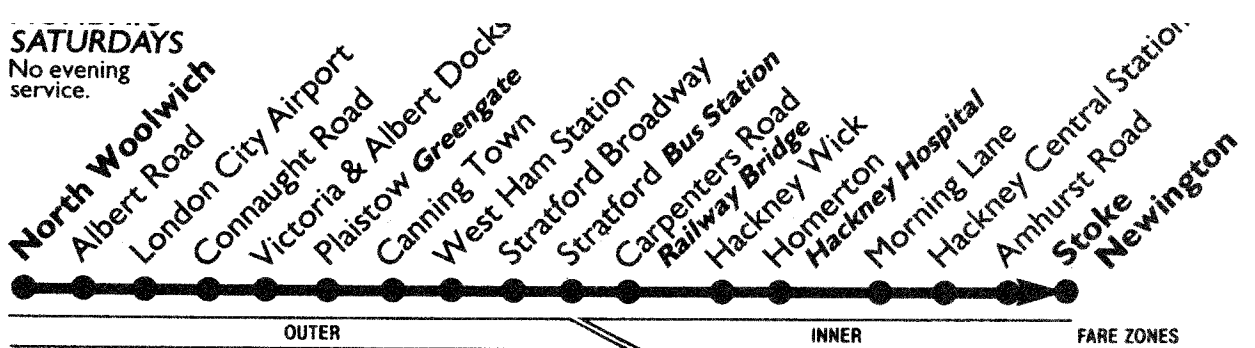 SATURDAYS
No evening
service.
North Woolwich
Albert Road
London City Airport
Connaught Road
Victoria & Albert Docks
Plaistow Greengate
Canning Town
West Ham Station
Stratford Broadway
Stratford Bus Station
Carpenters Road
Railway Bridge
Hackney Wick
Homerton
Hackney Hospital
Morning Lane
Hackney Central Station
Amhurst Road
Stoke
Newington
OUTER
INNER
FARE ZONES